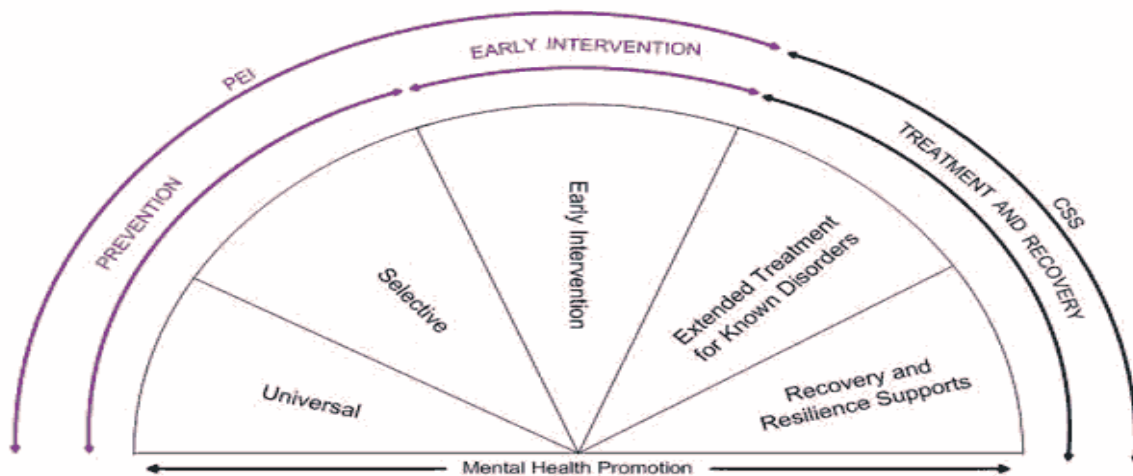 PEI
EARLY INTERVENTION
PREVENTION
TREATMENT AND RECOVERY
CSS
Universal
Selective
Early Intervention
Extended Treatment
for Known Disorders
Recovery and
Resilience Supports
Mental Health Promotion